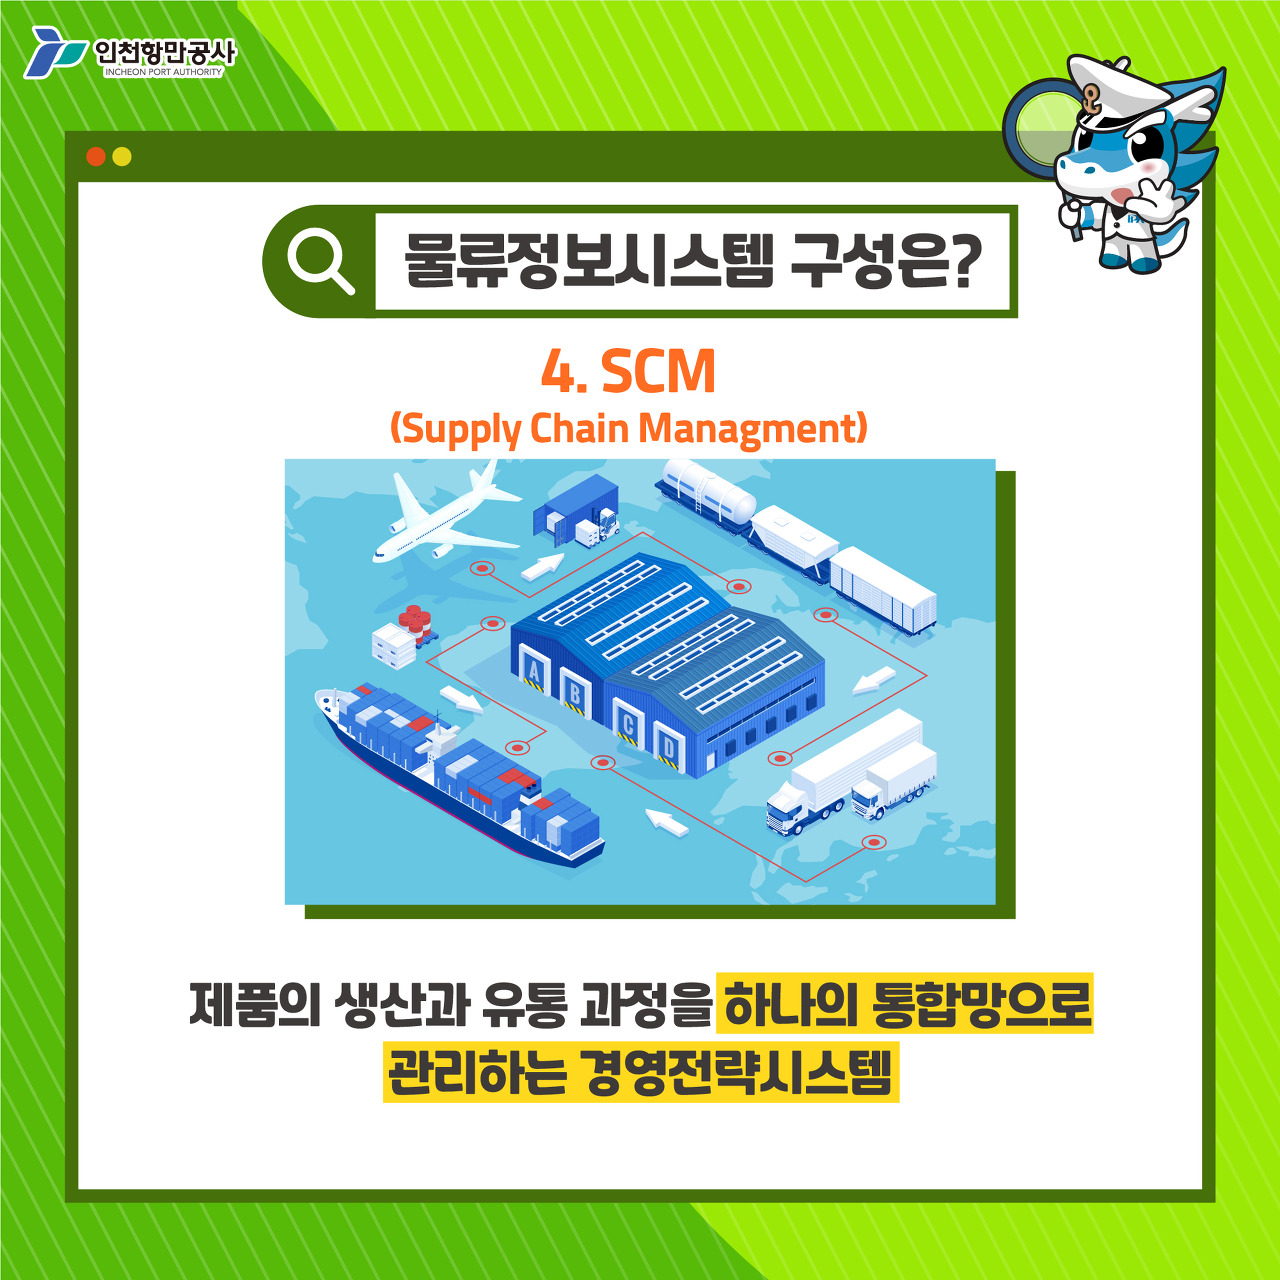 인천항만공사
INCHEON PORT AUTHORITY
물류정보시스템 구성은?
4. SCM
(Supply Chain Managment)
A
B
C
D
제품의 생산과 유통 과정을 하나의 통합망으로
관리하는 경영전략시스템